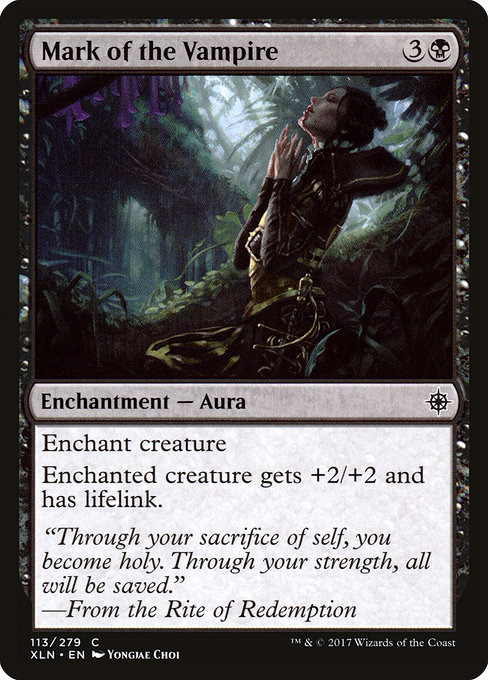 Mark of the Vampire 3
Enchantment — Aura
Enchant creature
Enchanted creature gets +2/+2 and
has lifelink.
“Through your sacrifice of self, you
become holy. Through your strength, all
will be saved.”
—From the Rite of Redemption
113/279 C
XLN • EN Yongjae Choi
™ & © 2017 Wizards of the Coast